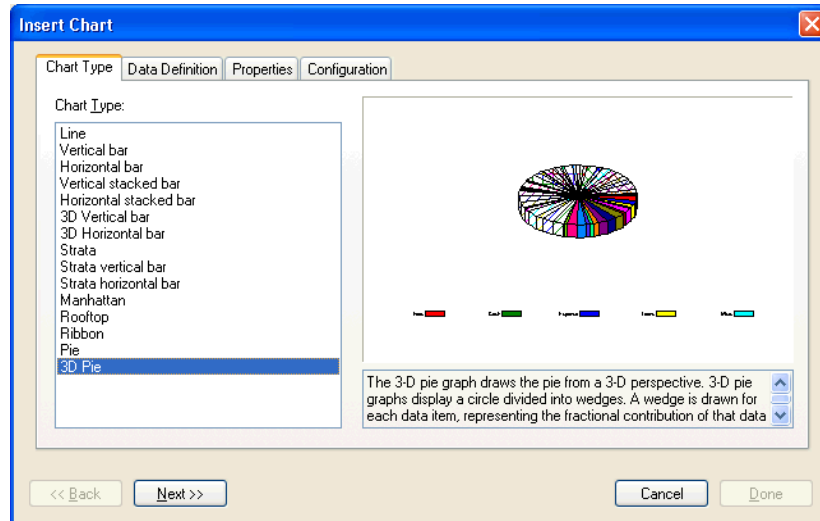 Insert Chart
Chart Type Data Definition Properties Configuration
Chart Type:
Line
Vertical bar
Horizontal bar
Vertical stacked bar
Horizontal stacked bar
3D Vertical bar
3D Horizontal bar
Strata
Strata vertical bar
Strata horizontal bar
Manhattan
Rooftop
Ribbon
Pie
3D Pie
The 3-D pie graph draws the pie from a 3-D perspective. 3-D pie
graphs display a circle divided into wedges. A wedge is drawn for
each data item, representing the fractional contribution of that data
<< Back Next >> Cancel Done